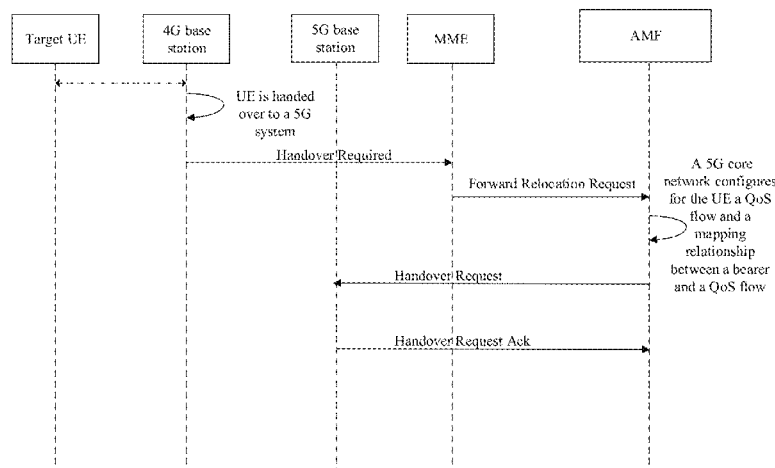 Target UE
4G base
station
5G base
station
MME
AMF
UE is handed
over to a 5G
system
Handover Required
Forward Relocation Request
A 5G core
network configures
for the UE a QoS
flow and a
mapping
relationship
between a bearer
and a QoS flow
Handover Request
Handover Request Ack